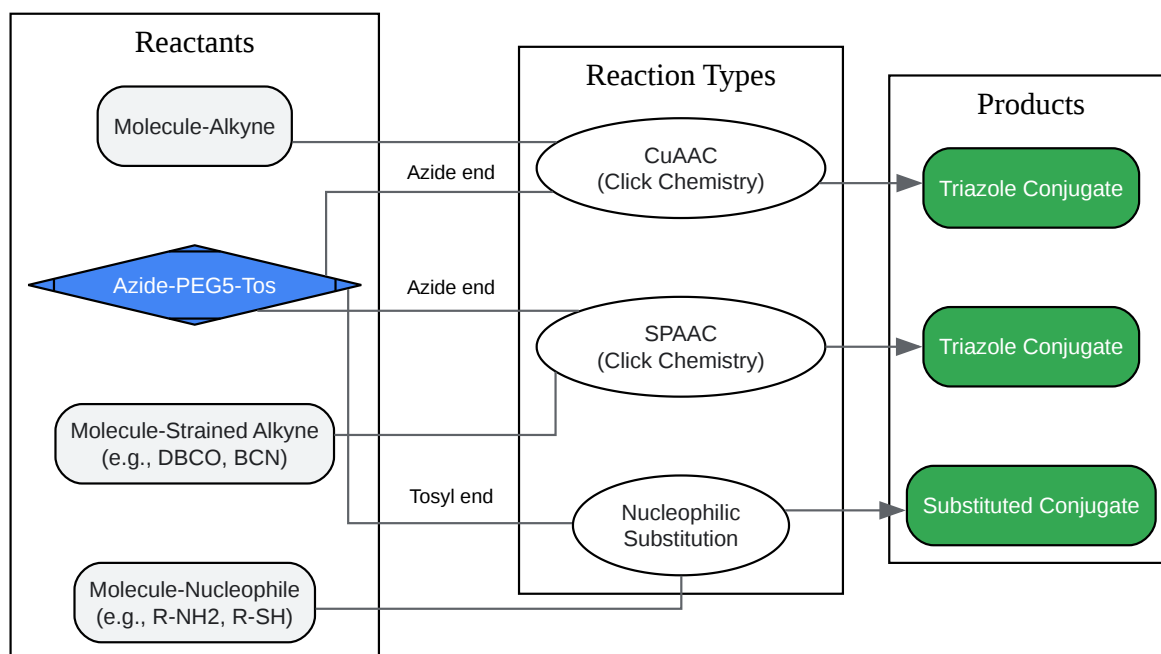 Reactants
Molecule-Alkyne
Azide-PEG5-Tos
Molecule-Strained Alkyne
(e.g., DBCO, BCN)
Molecule-Nucleophile
(e.g., R-NH2, R-SH)
Azide end
Azide end
Tosyl end
Reaction Types
CuAAC
(Click Chemistry)
SPAAC
(Click Chemistry)
Nucleophilic
Substitution
Products
Triazole Conjugate
Triazole Conjugate
Substituted Conjugate